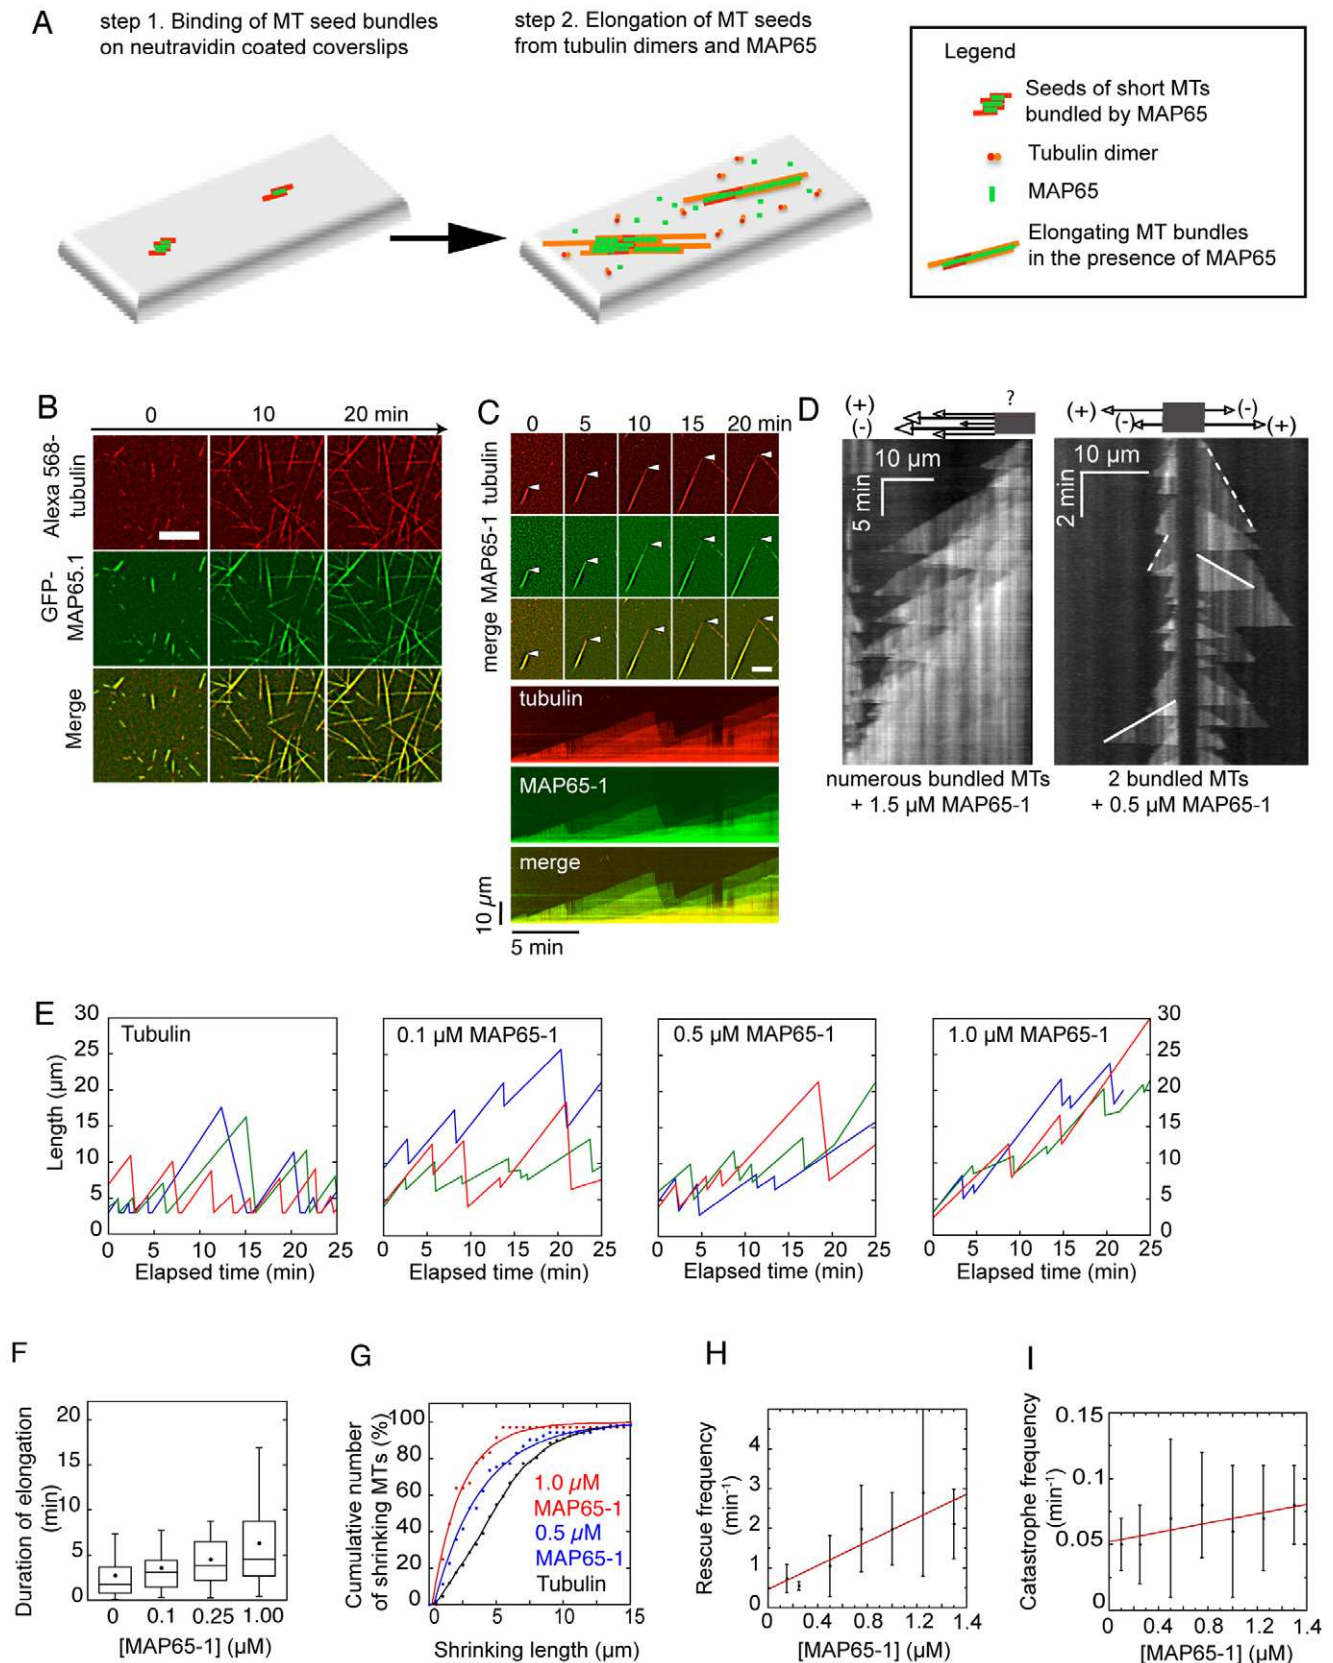 A
step 1. Binding of MT seed bundles
on neutravidin coated coverslips
step 2. Elongation of MT seeds
from tubulin dimers and MAP65
Legend
Seeds of short MTs
bundled by MAP65
Tubulin dimer
MAP65
Elongating MT bundles
in the presence of MAP65
B
0 10 20 min
Alexa 568-
tubulin
GFP-
MAP65.1
Merge
C
0 5 10 15 20 min
tubulin
MAP65-1
merge
tubulin
MAP65-1
merge
10 µm
5 min
D
(+)
(-)
?
10 µm
5 min
numerous bundled MTs
+ 1.5 µM MAP65-1
(+)
(-)
(-)
(+)
10 µm
2 min
2 bundled MTs
+ 0.5 µM MAP65-1
E
Length (µm)
30
25
20
15
10
5
0
Tubulin
0 5 10 15 20 25
Elapsed time (min)
0.1 µM MAP65-1
0 5 10 15 20 25
Elapsed time (min)
0.5 µM MAP65-1
0 5 10 15 20 25
Elapsed time (min)
1.0 µM MAP65-1
30
25
20
15
10
5
0
0 5 10 15 20 25
Elapsed time (min)
F
Duration of elongation
(min)
20
15
10
5
0
0 0.1 0.25 1.00
[MAP65-1] (µM)
G
Cumulative number
of shrinking MTs (%)
100
80
60
40
20
0
1.0 µM
MAP65-1
0.5 µM
MAP65-1
Tubulin
0 5 10 15
Shrinking length (µm)
H
Rescue frequency
(min⁻¹)
4
3
2
1
0
0 0.4 0.8 1.2 1.4
[MAP65-1] (µM)
I
Catastrophe frequency
(min⁻¹)
0.15
0.1
0.05
0
0 0.4 0.8 1.2 1.4
[MAP65-1] (µM)